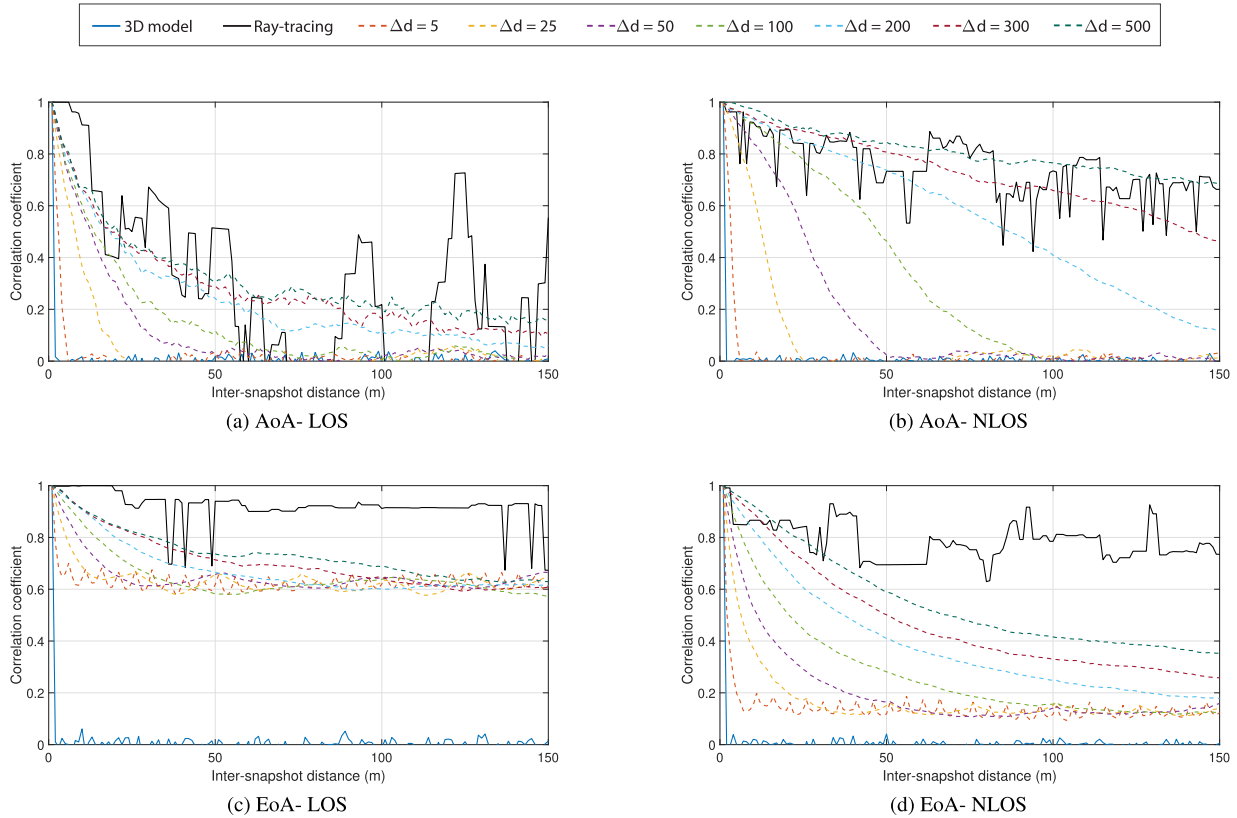 3D model Ray-tracing Δd = 5 Δd = 25 Δd = 50 Δd = 100 Δd = 200 Δd = 300 Δd = 500
1
0.8
0.6
0.4
0.2
0
Correlation coefficient
0 50 100 150
Inter-snapshot distance (m)
(a) AoA- LOS
1
0.8
0.6
0.4
0.2
0
Correlation coefficient
0 50 100 150
Inter-snapshot distance (m)
(b) AoA- NLOS
1
0.8
0.6
0.4
0.2
0
Correlation coefficient
0 50 100 150
Inter-snapshot distance (m)
(c) EoA- LOS
1
0.8
0.6
0.4
0.2
0
Correlation coefficient
0 50 100 150
Inter-snapshot distance (m)
(d) EoA- NLOS